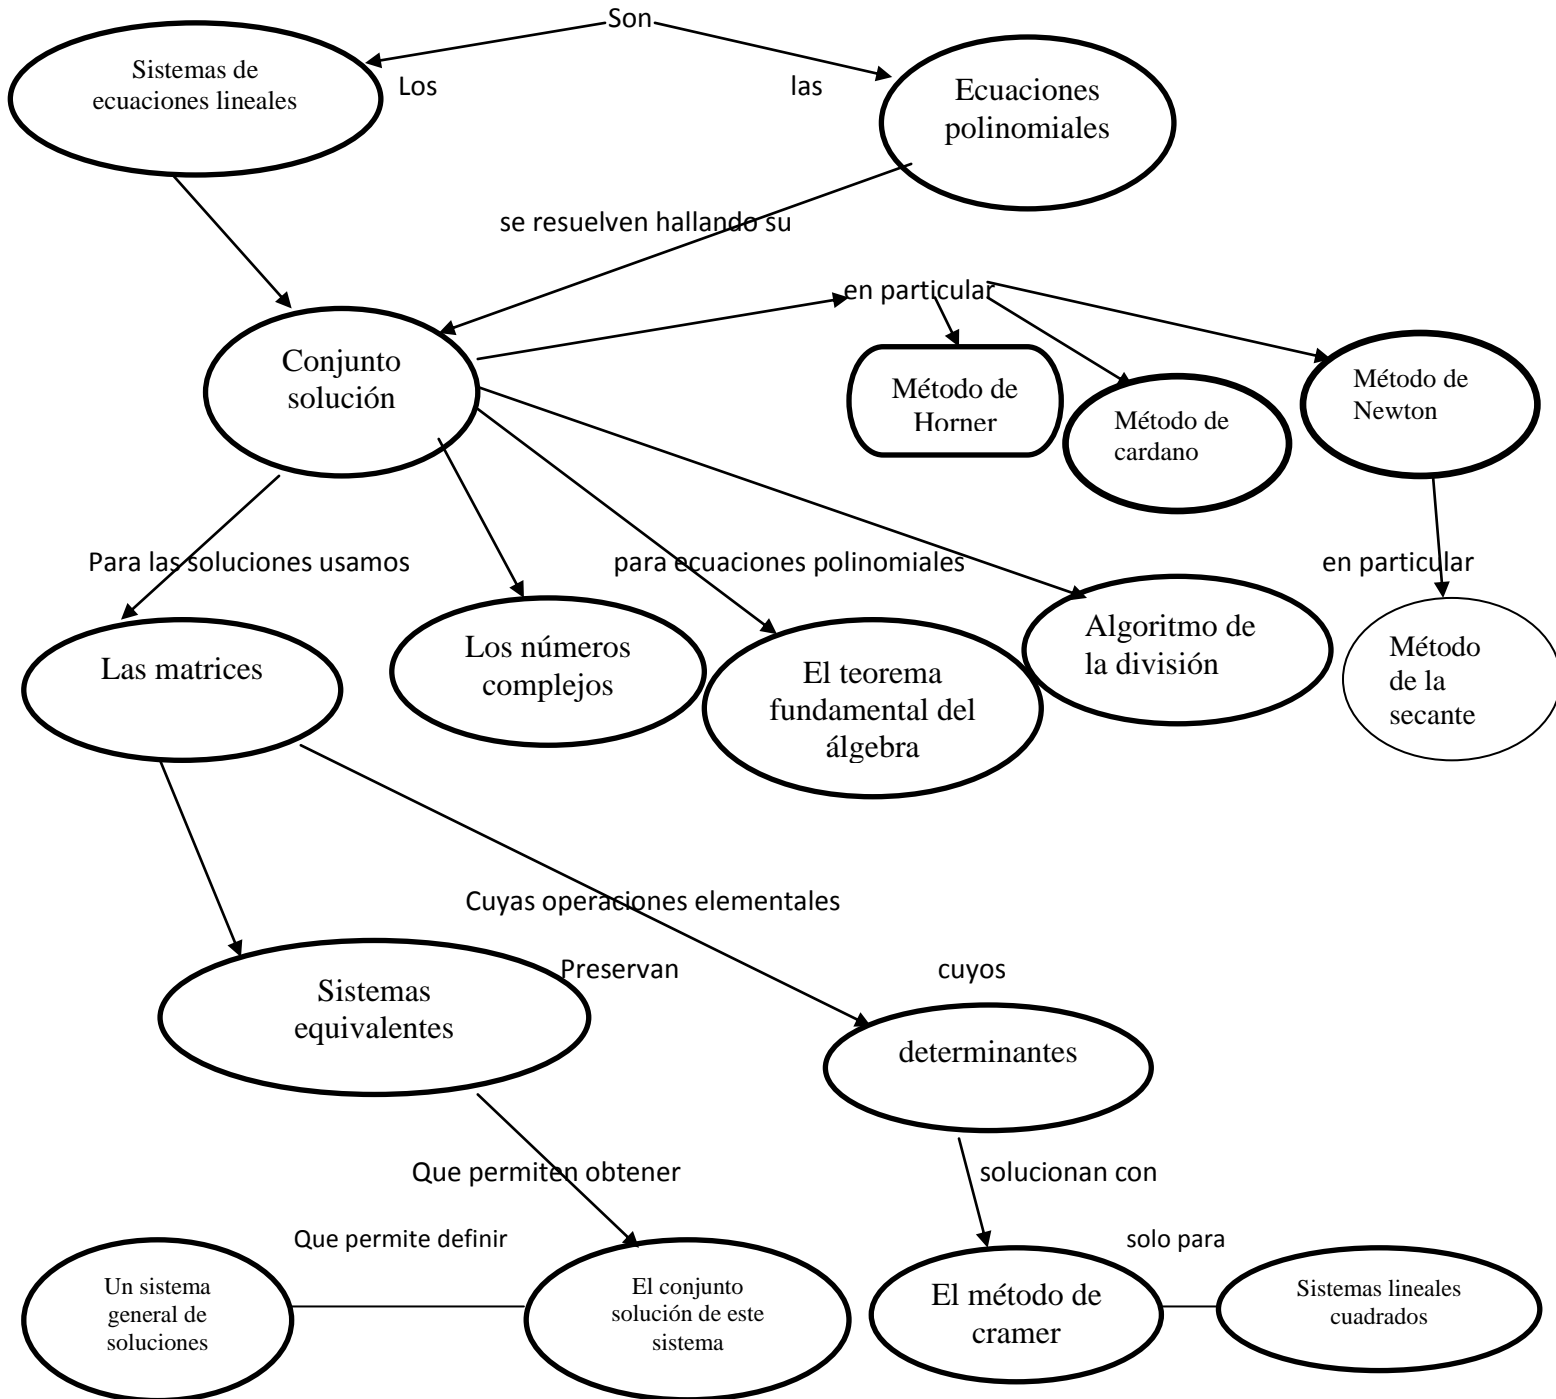 Son
Sistemas de
ecuaciones lineales
Los
las
Ecuaciones
polinomiales
se resuelven hallando su
en particular
Conjunto
solución
Método de
Horner
Método de
cardano
Método de
Newton
Para las soluciones usamos
para ecuaciones polinomiales
en particular
Las matrices
Los números
complejos
El teorema
fundamental del
álgebra
Algoritmo de
la división
Método
de la
secante
Cuyas operaciones elementales
Preservan
cuyos
Sistemas
equivalentes
determinantes
Que permiten obtener
solucionan con
Que permite definir
solo para
Un sistema
general de
soluciones
El conjunto
solución de este
sistema
El método de
cramer
Sistemas lineales
cuadrados